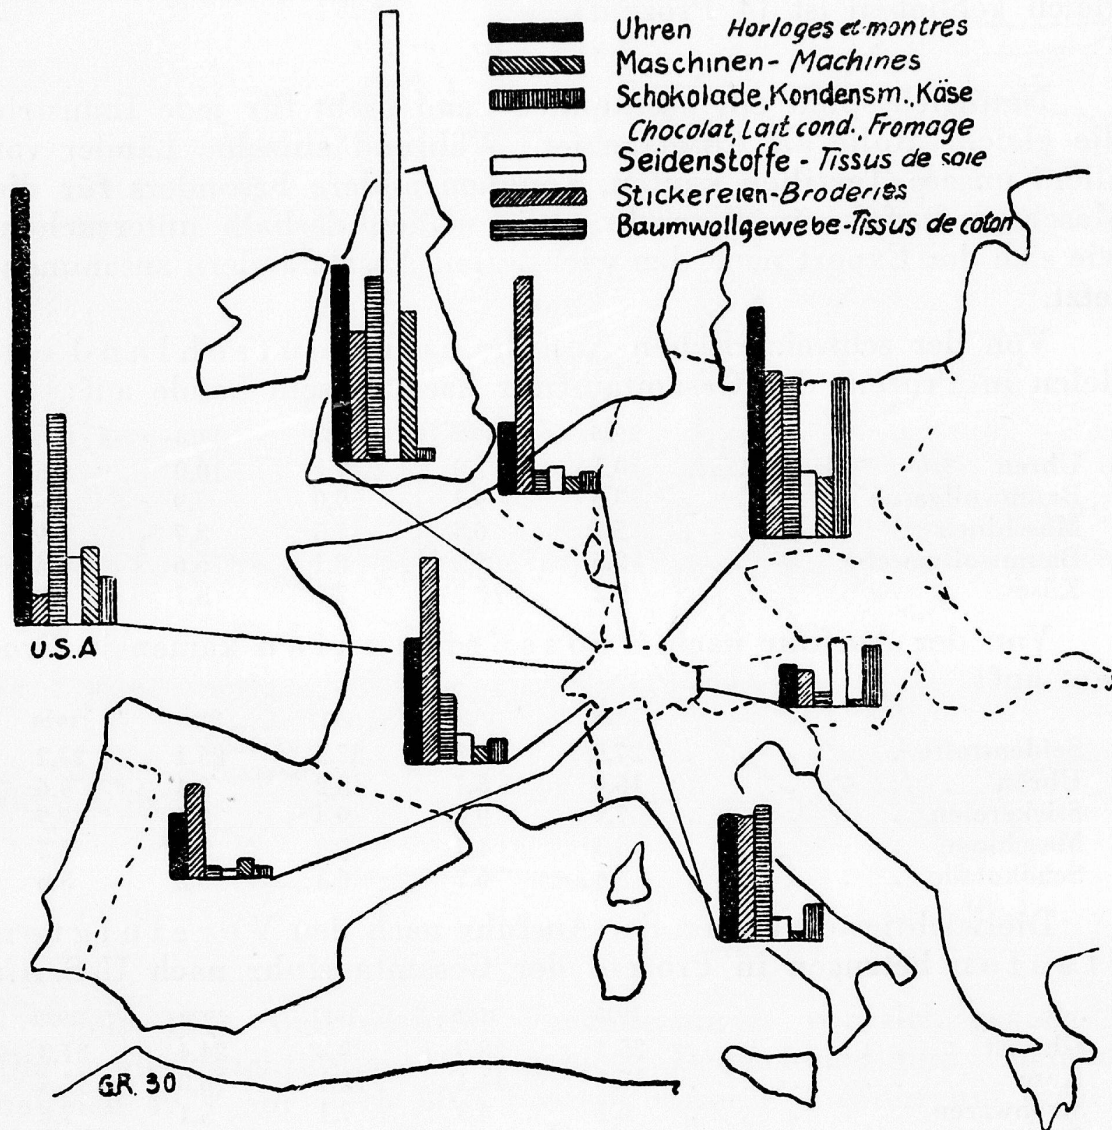 Uhren Horloges et montres
Maschinen - Machines
Schokolade, Kondensm., Käse
Chocolat, Lait cond., Fromage
Seidenstoffe - Tissus de soie
Stickereien - Broderies
Baumwollgewebe - Tissus de coton
U.S.A
GR. 30